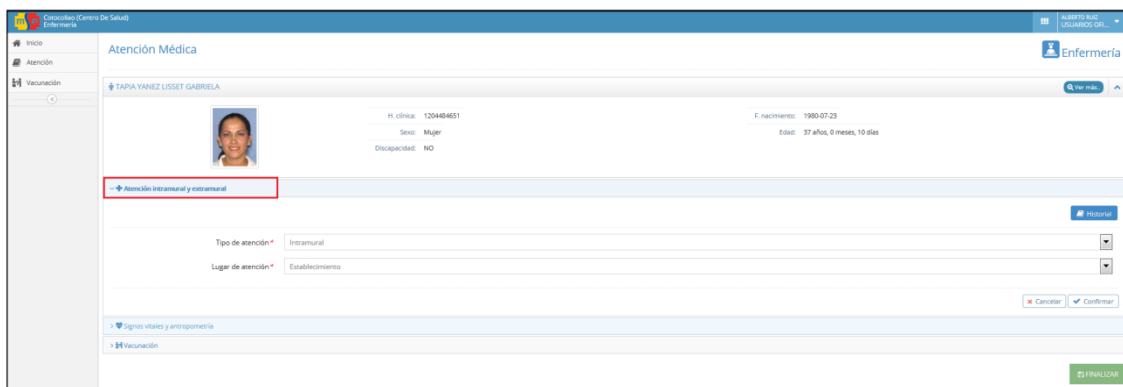 Cotocollao (Centro De Salud)
Enfermería
ALBERTO RUIZ
USUARIOS OFI...
Inicio
Atención
Vacunación
Atención Médica
Enfermería
TAPIA YANEZ LISSET GABRIELA
Ver más..
H. clínica: 1204484651
F. nacimiento: 1980-07-23
Sexo: Mujer
Edad: 37 años, 0 meses, 10 días
Discapacidad: NO
Atención intramural y extramural
Historial
Tipo de atención* Intramural
Lugar de atención* Establecimiento
Cancelar
Confirmar
Signos vitales y antropometría
Vacunación
FINALIZAR